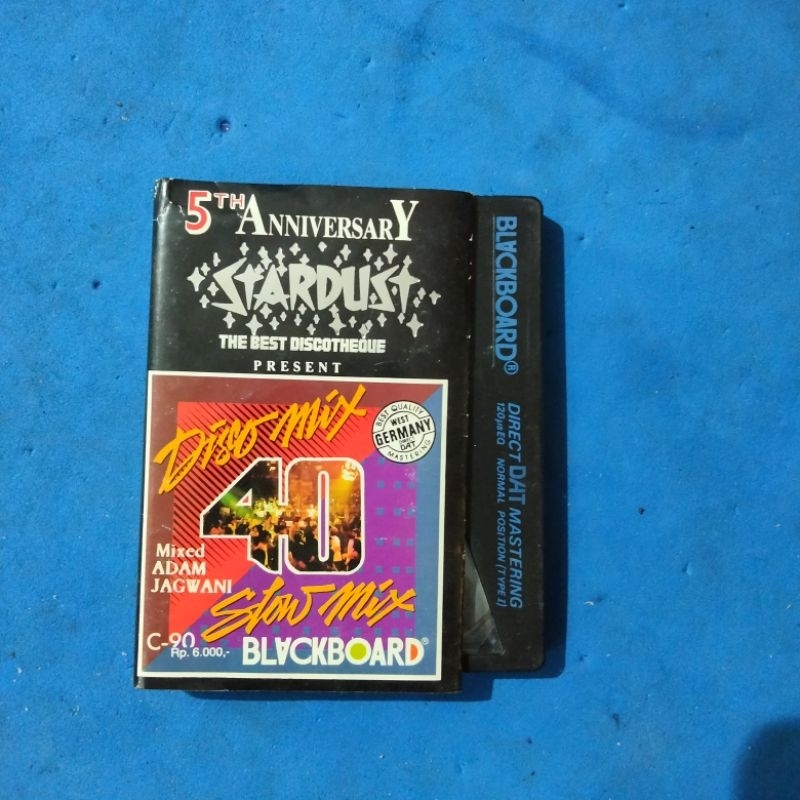 5TH ANNIVERSARY
STARDUST
THE BEST DISCOTHEQUE
PRESENT
Disco Mix
40
BEST QUALITY
WEST
GERMANY
DIRECT
DAT
MASTERING
Mixed
ADAM
JAGWANI
Slow Mix
C-90
Rp. 6.000,-
BLACKBOARD®
BLACKBOARD®
DIRECT DAT MASTERING
120µs EQ NORMAL POSITION (TYPE I)